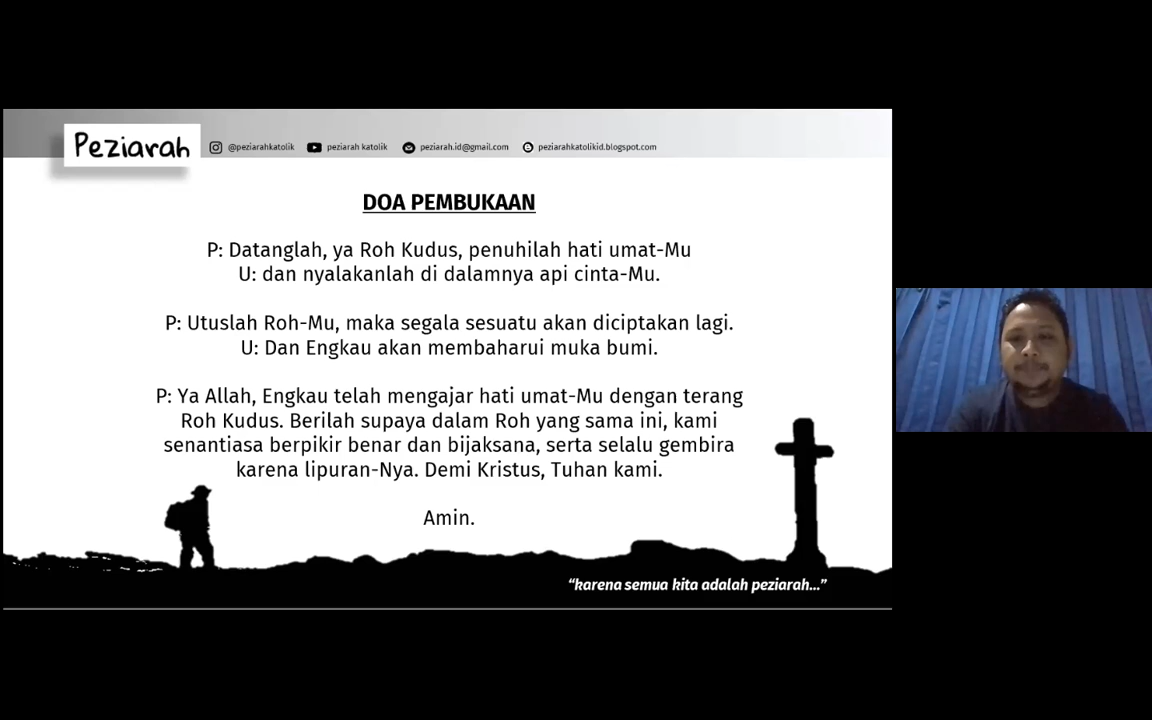 Peziarah
@peziarahkatolik peziarah katolik peziarah.id@gmail.com peziarahkatolikid.blogspot.com
DOA PEMBUKAAN
P: Datanglah, ya Roh Kudus, penuhilah hati umat-Mu
U: dan nyalakanlah di dalamnya api cinta-Mu.
P: Utuslah Roh-Mu, maka segala sesuatu akan diciptakan lagi.
U: Dan Engkau akan membaharui muka bumi.
P: Ya Allah, Engkau telah mengajar hati umat-Mu dengan terang
Roh Kudus. Berilah supaya dalam Roh yang sama ini, kami
senantiasa berpikir benar dan bijaksana, serta selalu gembira
karena lipuran-Nya. Demi Kristus, Tuhan kami.
Amin.
“karena semua kita adalah peziarah...”